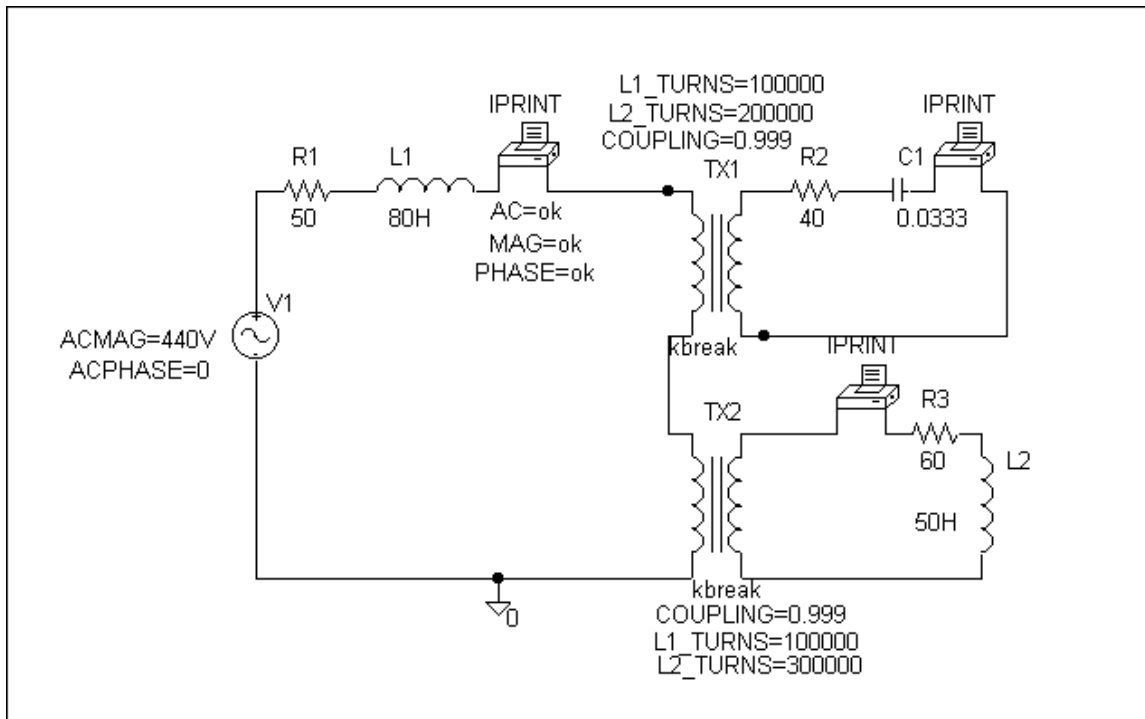 L1_TURNS=100000
L2_TURNS=200000
COUPLING=0.999
IPRINT
IPRINT
R1
L1
TX1
R2
C1
50
80H
AC=ok
MAG=ok
PHASE=ok
40
0.0333
V1
ACMAG=440V
ACPHASE=0
kbreak
IPRINT
TX2
R3
60
L2
50H
kbreak
0
COUPLING=0.999
L1_TURNS=100000
L2_TURNS=300000